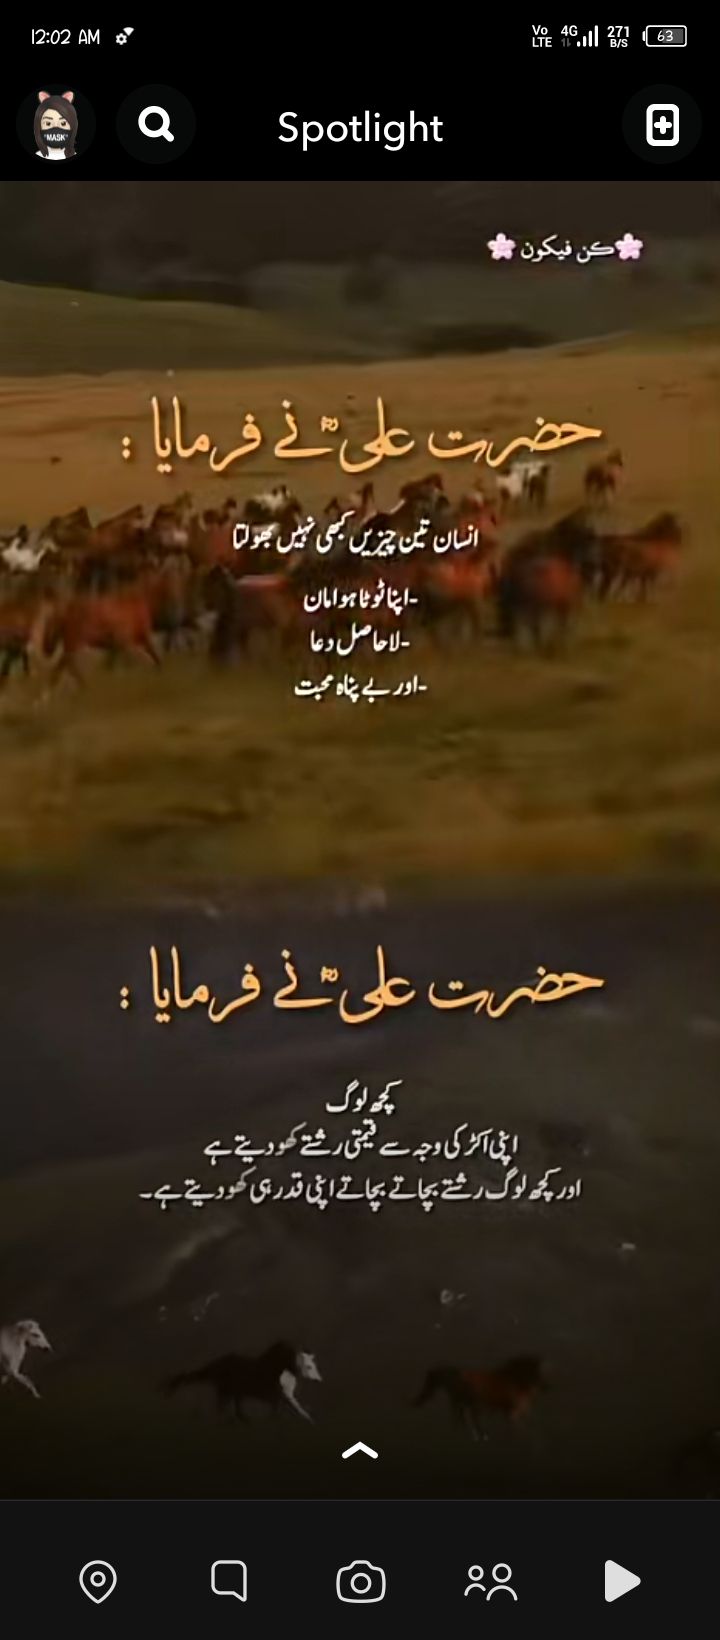 12:02 AM
Vo LTE 4G 271 B/S 63
MASK
Spotlight
🌸کن فیکون🌸
حضرت علیؓ نے فرمایا :
انسان تین چیزیں کبھی نہیں بھولتا
-اپنا ٹوٹا ہوا مان
-لاحاصل دعا
-اور بے پناہ محبت
حضرت علیؓ نے فرمایا :
کچھ لوگ
اپنی اکڑ کی وجہ سے قیمتی رشتے کھو دیتے ہے
اور کچھ لوگ رشتے بچاتے بچاتے اپنی قدر ہی کھو دیتے ہے۔